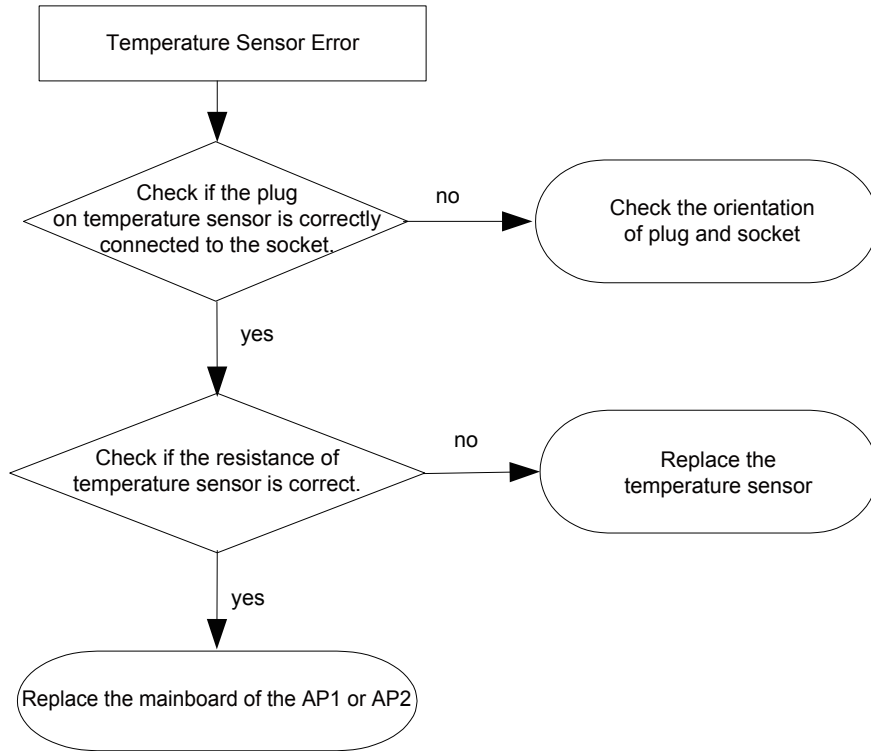 Temperature Sensor Error
Check if the plug
on temperature sensor is correctly
connected to the socket.
no
Check the orientation
of plug and socket
yes
Check if the resistance of
temperature sensor is correct.
no
Replace the
temperature sensor
yes
Replace the mainboard of the AP1 or AP2